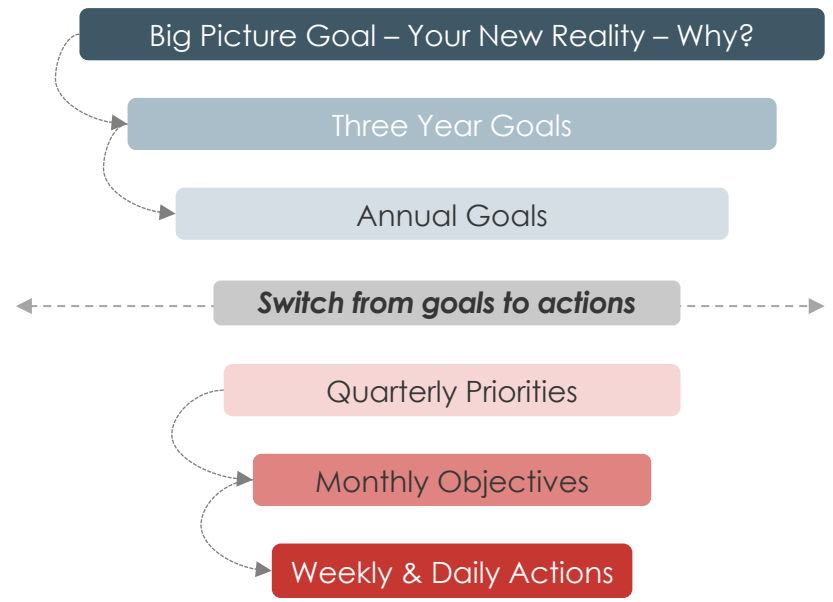 Big Picture Goal – Your New Reality – Why?
Three Year Goals
Annual Goals
Switch from goals to actions
Quarterly Priorities
Monthly Objectives
Weekly & Daily Actions